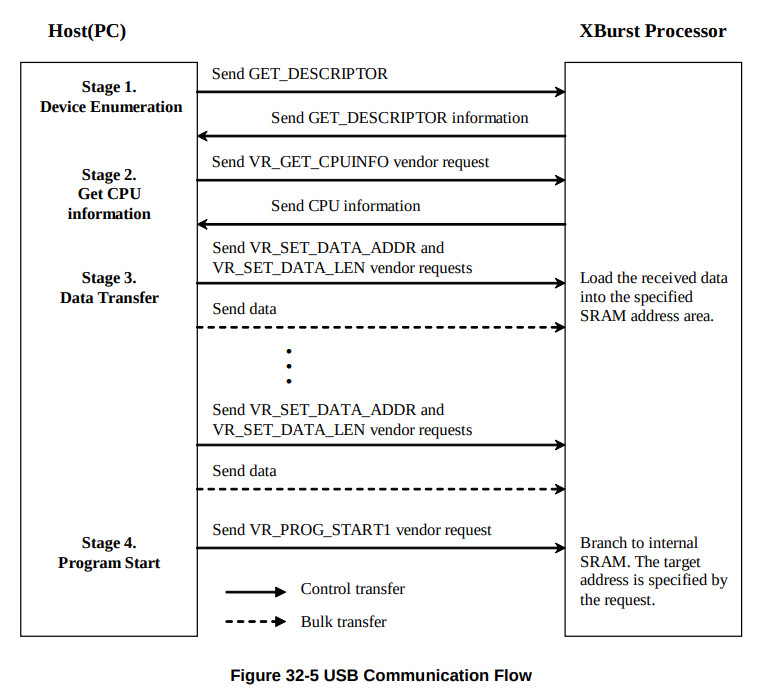 Host(PC)
XBurst Processor
Stage 1.
Device Enumeration
Send GET_DESCRIPTOR
Send GET_DESCRIPTOR information
Stage 2.
Get CPU
information
Send VR_GET_CPUINFO vendor request
Send CPU information
Stage 3.
Data Transfer
Send VR_SET_DATA_ADDR and
VR_SET_DATA_LEN vendor requests
Load the received data
into the specified
SRAM address area.
Send data
Send VR_SET_DATA_ADDR and
VR_SET_DATA_LEN vendor requests
Send data
Stage 4.
Program Start
Send VR_PROG_START1 vendor request
Branch to internal
SRAM. The target
address is specified by
the request.
Control transfer
Bulk transfer
Figure 32-5 USB Communication Flow